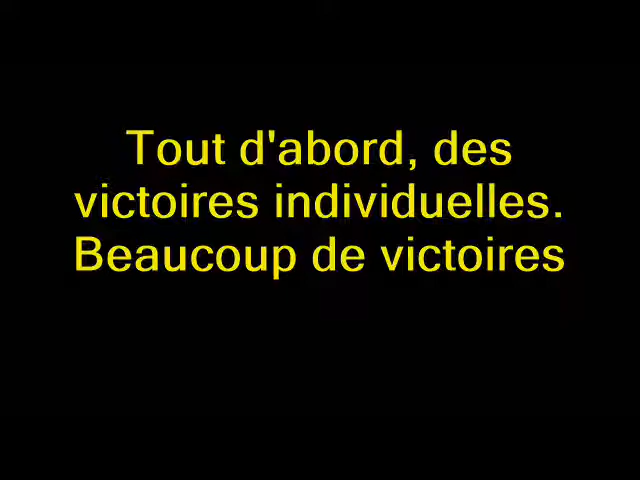 Tout d'abord, des
victoires individuelles.
Beaucoup de victoires